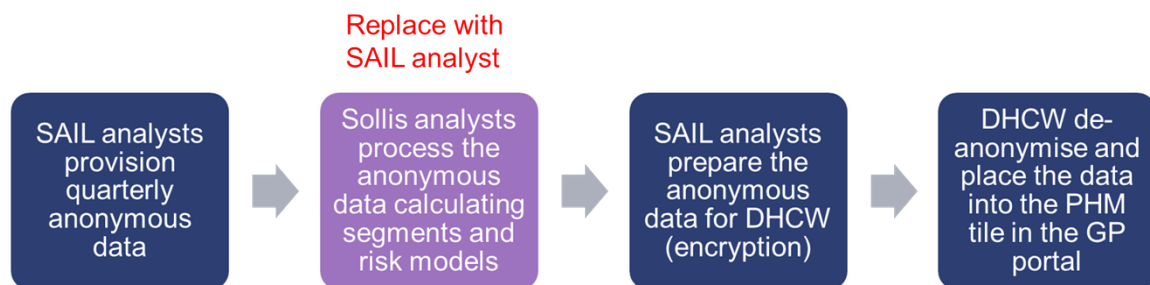 Replace with
SAIL analyst
SAIL analysts
provision
quarterly
anonymous
data
Sollis analysts
process the
anonymous
data calculating
segments and
risk models
SAIL analysts
prepare the
anonymous
data for DHCW
(encryption)
DHCW de-
anonymise and
place the data
into the PHM
tile in the GP
portal